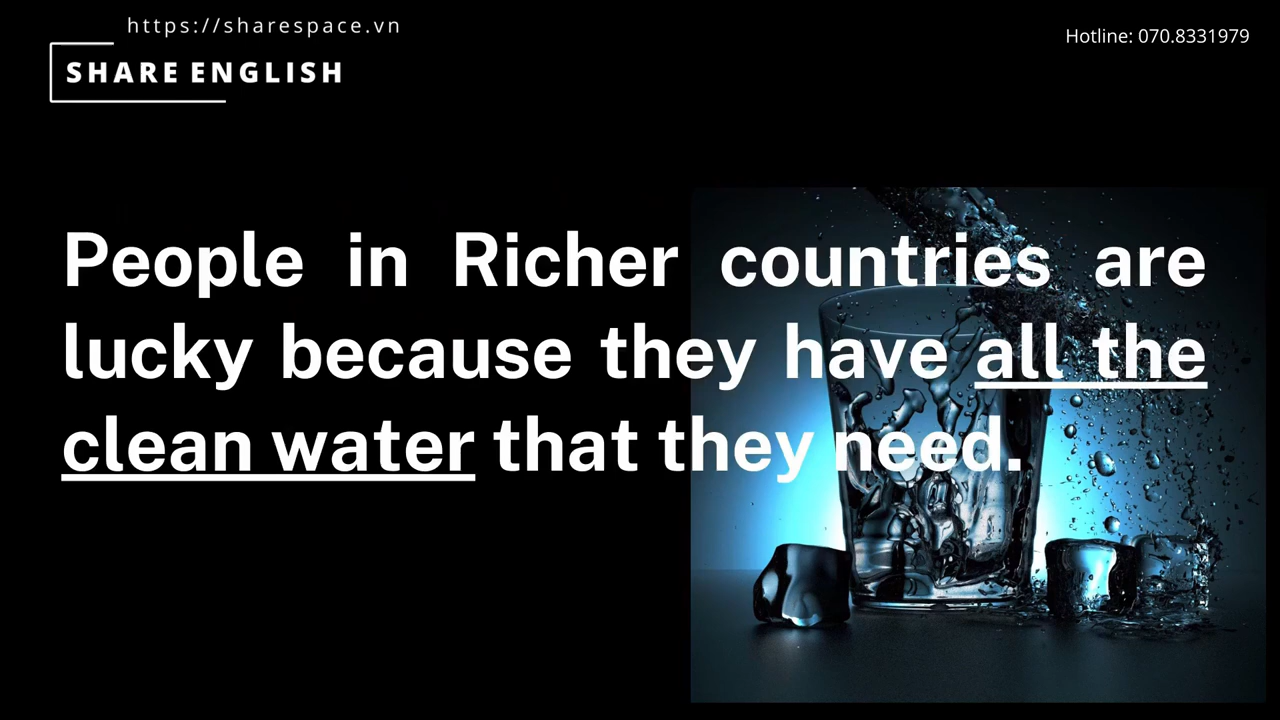 https://sharespace.vn
Hotline: 070.8331979
SHARE ENGLISH
People in Richer countries are
lucky because they have all the
clean water that they need.